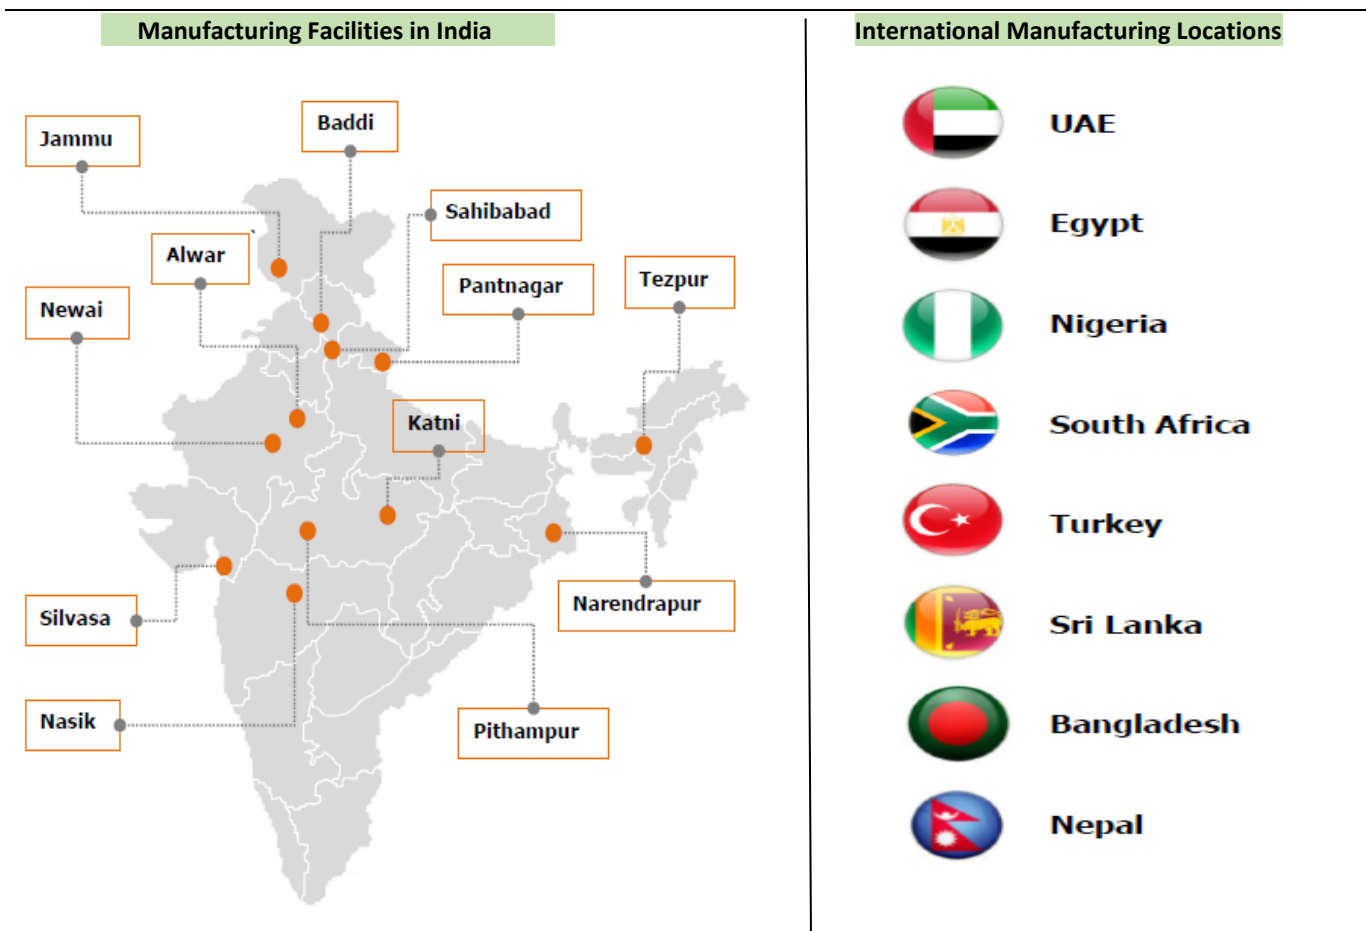 Manufacturing Facilities in India
International Manufacturing Locations
Jammu
Baddi
Sahibabad
Alwar
Pantnagar
Tezpur
Newai
Katni
Silvasa
Narendrapur
Nasik
Pithampur
UAE
Egypt
Nigeria
South Africa
Turkey
Sri Lanka
Bangladesh
Nepal